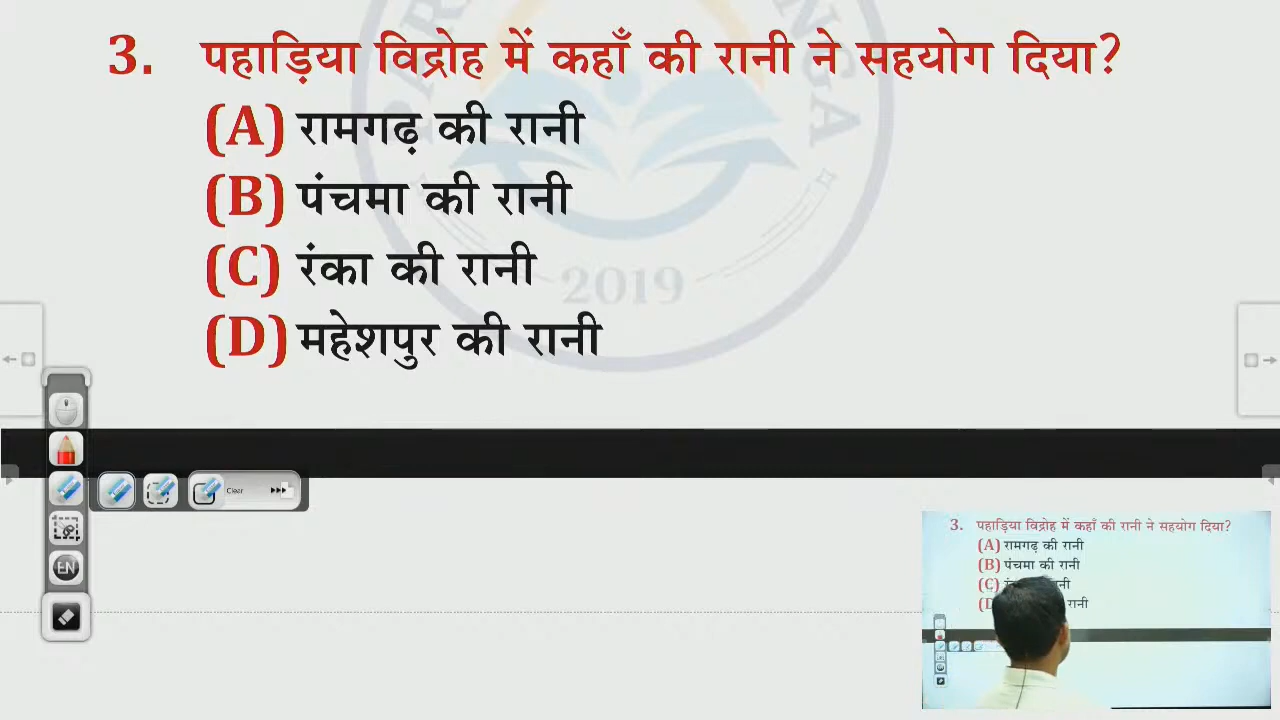 3. पहाड़िया विद्रोह में कहाँ की रानी ने सहयोग दिया?
(A) रामगढ़ की रानी
(B) पंचमा की रानी
(C) रंका की रानी
(D) महेशपुर की रानी
2019
Clear
EN
3. पहाड़िया विद्रोह में कहाँ की रानी ने सहयोग दिया?
(A) रामगढ़ की रानी
(B) पंचमा की रानी
(C)
रानी